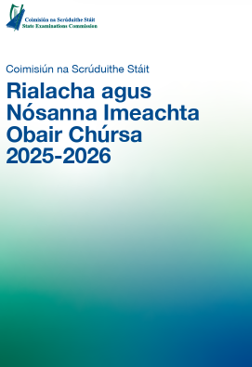 Coimisiún na Scrúduithe Stáit
State Examinations Commission
Coimisiún na Scrúduithe Stáit
Rialacha agus
Nósanna Imeachta
Obair Chúrsa
2025-2026